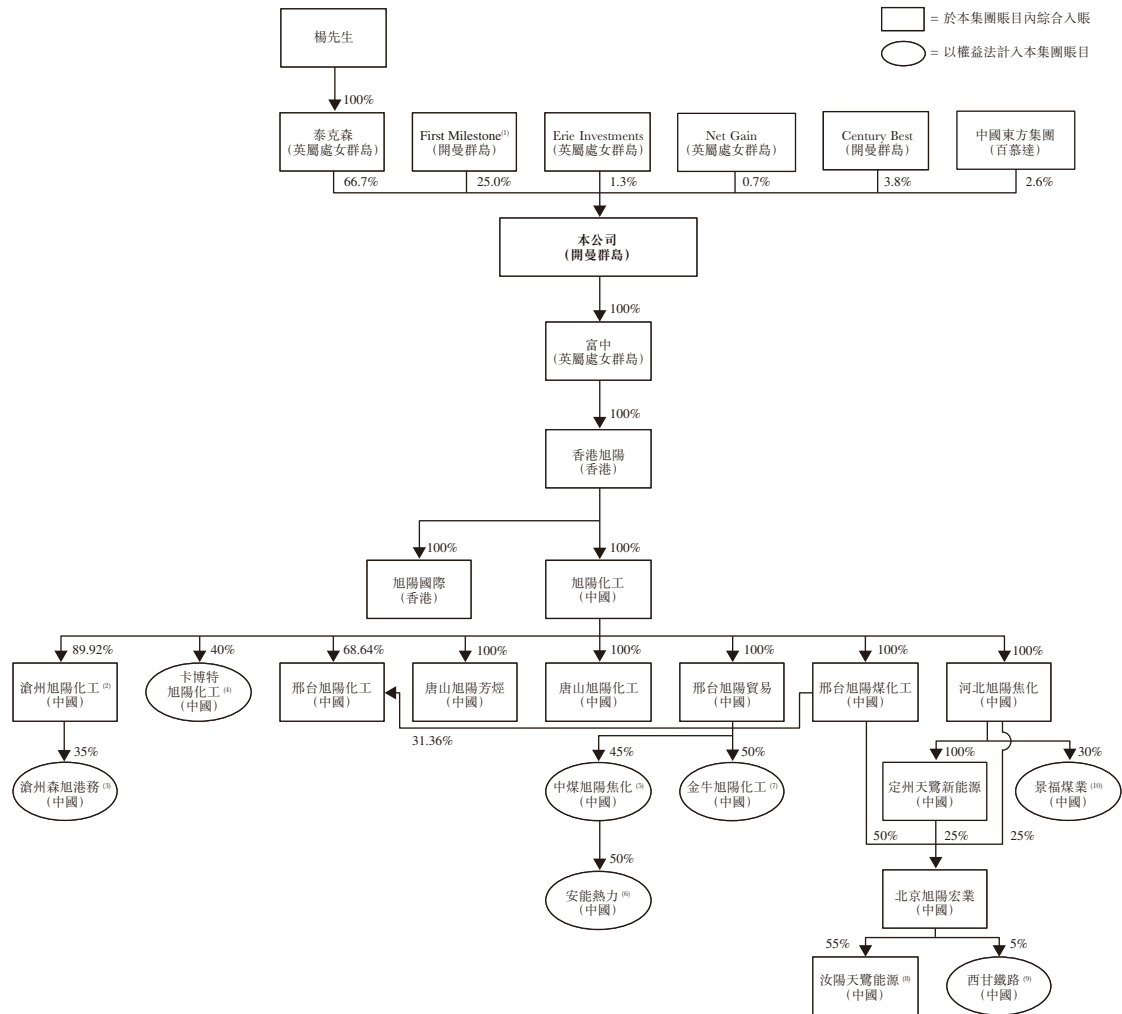 = 於本集團賬目內綜合入賬
= 以權益法計入本集團賬目
楊先生
100%
泰克森
(英屬處女群島)
First Milestone(1)
(開曼群島)
Erie Investments
(英屬處女群島)
Net Gain
(英屬處女群島)
Century Best
(開曼群島)
中國東方集團
(百慕達)
66.7%
25.0%
1.3%
0.7%
3.8%
2.6%
本公司
(開曼群島)
100%
富中
(英屬處女群島)
100%
香港旭陽
(香港)
100%
100%
旭陽國際
(香港)
旭陽化工
(中國)
89.92%
40%
68.64%
100%
100%
100%
100%
100%
滄州旭陽化工 (2)
(中國)
卡博特
旭陽化工 (4)
(中國)
邢台旭陽化工
(中國)
唐山旭陽芳烴
(中國)
唐山旭陽化工
(中國)
邢台旭陽貿易
(中國)
邢台旭陽煤化工
(中國)
河北旭陽焦化
(中國)
31.36%
35%
45%
50%
100%
30%
滄州森旭港務 (3)
(中國)
中煤旭陽焦化 (5)
(中國)
金牛旭陽化工 (7)
(中國)
定州天鷺新能源
(中國)
景福煤業 (10)
(中國)
50%
25%
25%
50%
安能熱力 (6)
(中國)
北京旭陽宏業
(中國)
55%
5%
汝陽天鷺能源 (8)
(中國)
西甘鐵路 (9)
(中國)